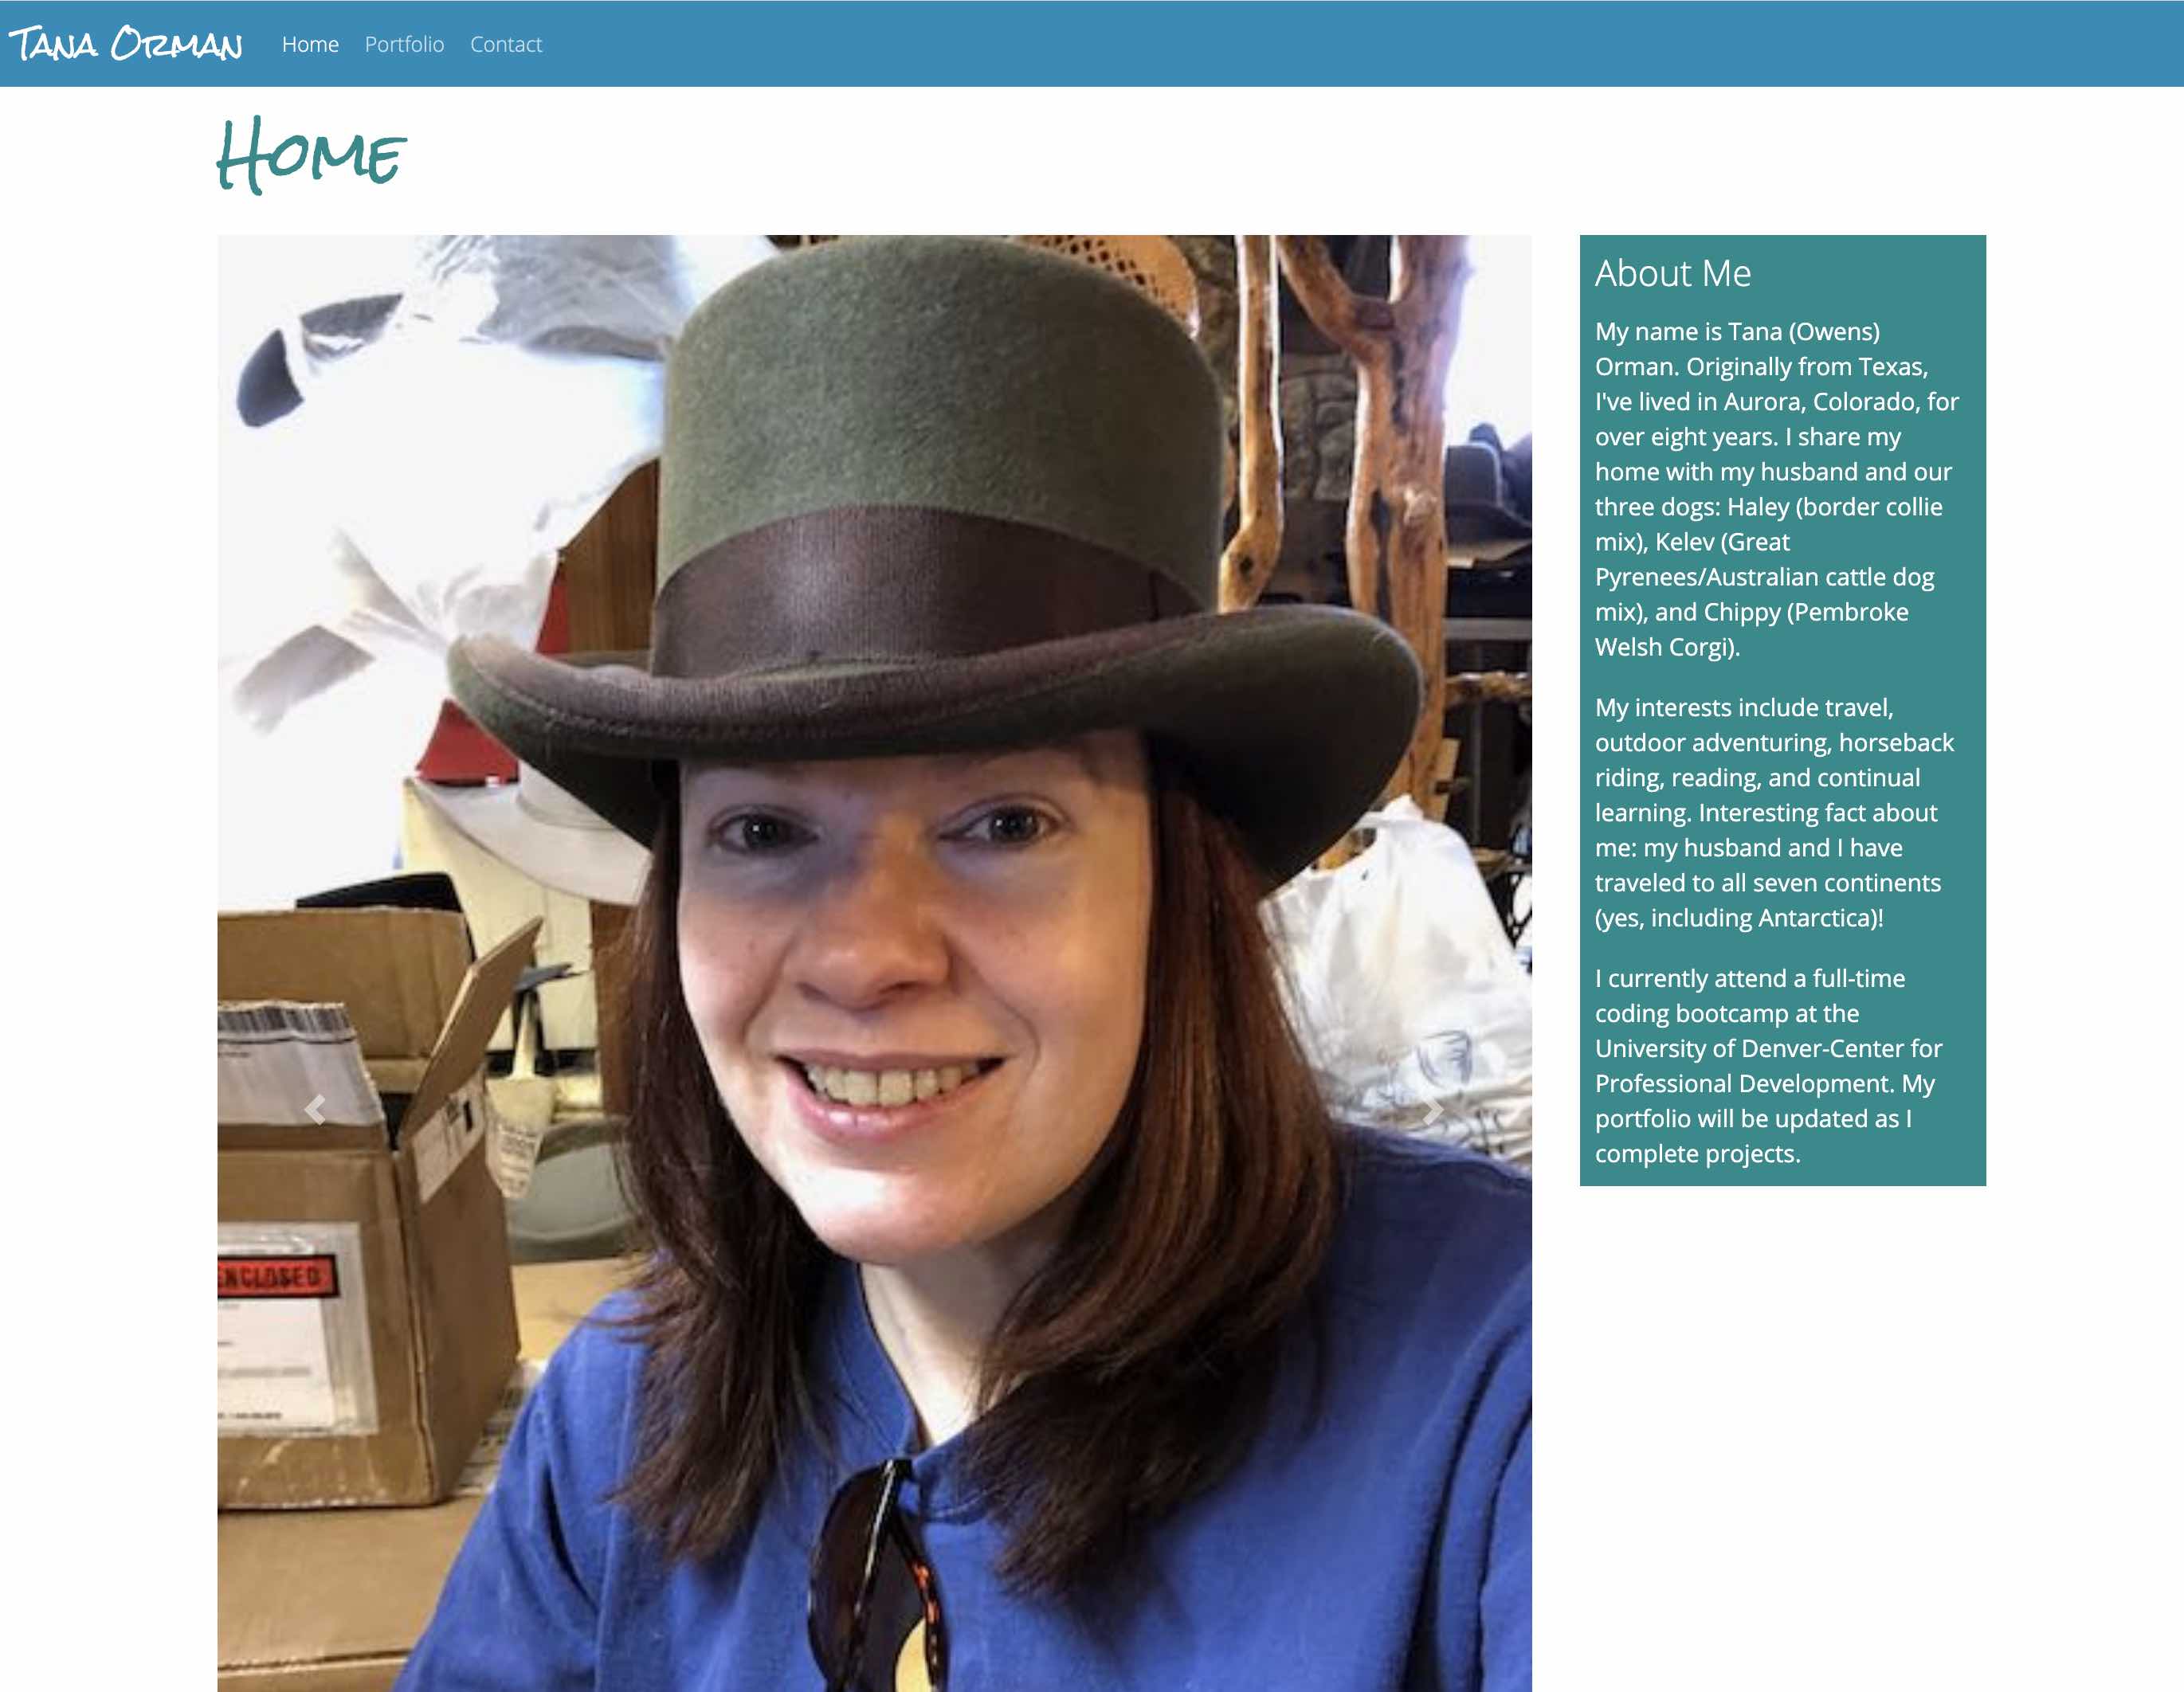 Tana Orman Home Portfolio Contact
Home
About Me
My name is Tana (Owens)
Orman. Originally from Texas,
I've lived in Aurora, Colorado, for
over eight years. I share my
home with my husband and our
three dogs: Haley (border collie
mix), Kelev (Great
Pyrenees/Australian cattle dog
mix), and Chippy (Pembroke
Welsh Corgi).
My interests include travel,
outdoor adventuring, horseback
riding, reading, and continual
learning. Interesting fact about
me: my husband and I have
traveled to all seven continents
(yes, including Antarctica)!
I currently attend a full-time
coding bootcamp at the
University of Denver-Center for
Professional Development. My
portfolio will be updated as I
complete projects.
ENCLOSED